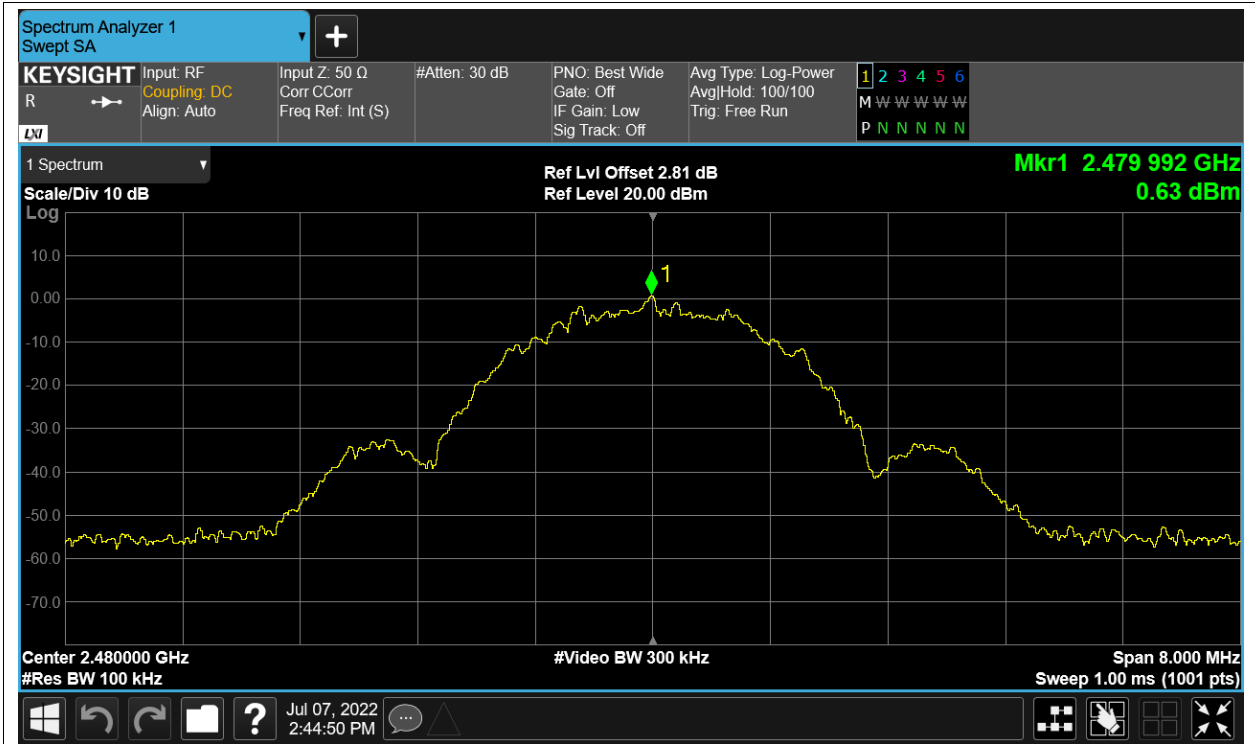 Spectrum Analyzer 1
Swept SA
KEYSIGHT
R
LXI
Input: RF
Coupling: DC
Align: Auto
Input Z: 50 Ω
Corr CCorr
Freq Ref: Int (S)
#Atten: 30 dB
PNO: Best Wide
Gate: Off
IF Gain: Low
Sig Track: Off
Avg Type: Log-Power
Avg|Hold: 100/100
Trig: Free Run
1 2 3 4 5 6
M W W W W W
P N N N N N
1 Spectrum
Scale/Div 10 dB
Log
Ref Lvl Offset 2.81 dB
Ref Level 20.00 dBm
Mkr1 2.479 992 GHz
0.63 dBm
1
10.0
0.00
-10.0
-20.0
-30.0
-40.0
-50.0
-60.0
-70.0
Center 2.480000 GHz
#Res BW 100 kHz
#Video BW 300 kHz
Span 8.000 MHz
Sweep 1.00 ms (1001 pts)
?
Jul 07, 2022
2:44:50 PM